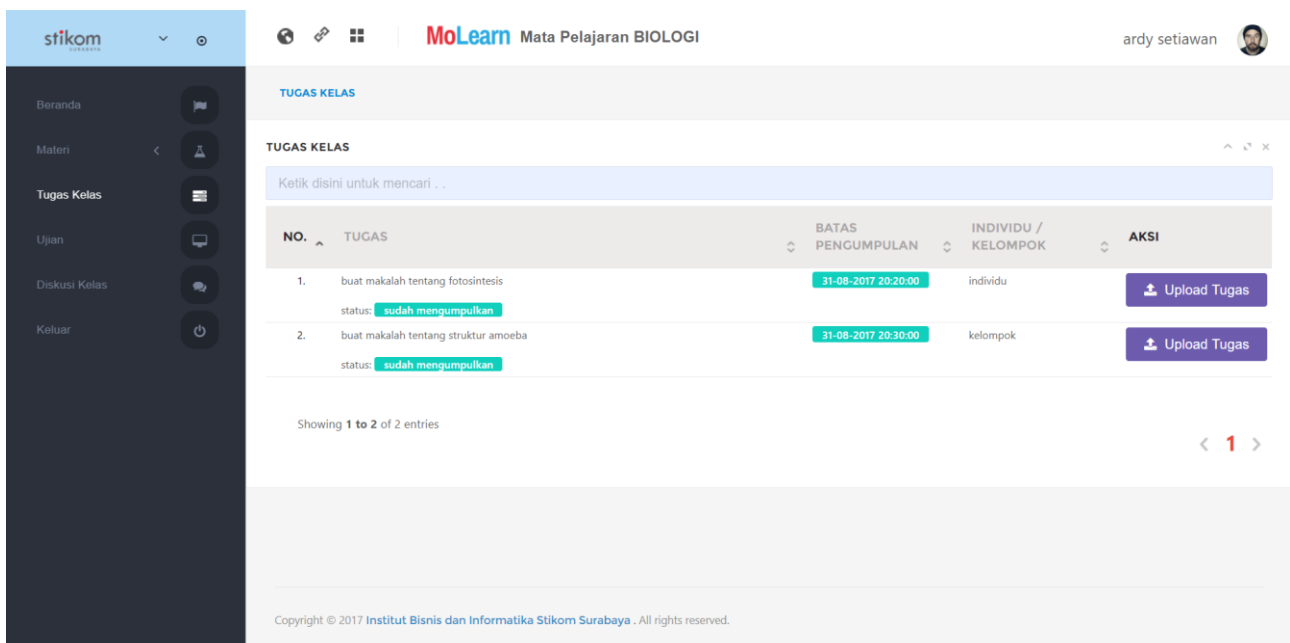 stikom
SURABAYA
MoLearn Mata Pelajaran BIOLOGI
ardy setiawan
Beranda
Materi
Tugas Kelas
Ujian
Diskusi Kelas
Keluar
TUGAS KELAS
TUGAS KELAS
Ketik disini untuk mencari . .
NO. TUGAS BATAS PENGUMPULAN INDIVIDU / KELOMPOK AKSI
1. buat makalah tentang fotosintesis 31-08-2017 20:20:00 individu Upload Tugas
status: sudah mengumpulkan
2. buat makalah tentang struktur amoeba 31-08-2017 20:30:00 kelompok Upload Tugas
status: sudah mengumpulkan
Showing 1 to 2 of 2 entries
< 1 >
Copyright © 2017 Institut Bisnis dan Informatika Stikom Surabaya . All rights reserved.